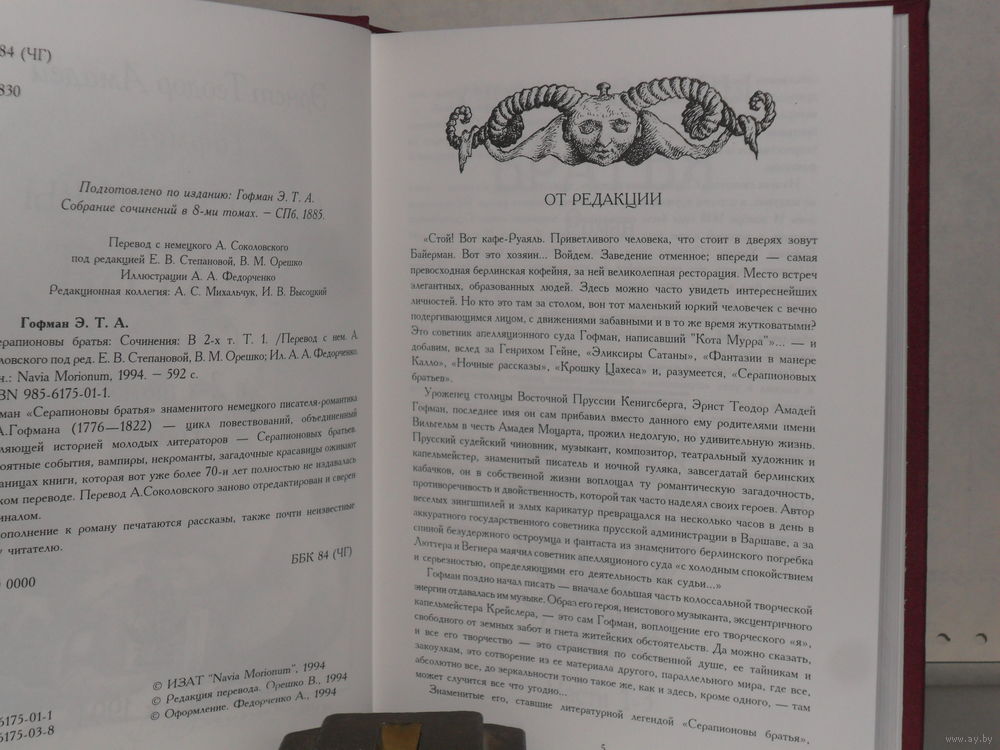 84 (ЧГ)
830
Подготовлено по изданию: Гофман Э. Т. А.
Собрание сочинений в 8-ми томах. — СПб, 1885.
Перевод с немецкого А. Соколовского
под редакцией Е. В. Степановой, В. М. Орешко
Иллюстрации А. А. Федорченко
Редакционная коллегия: А. С. Михальчук, И. В. Высоцкий
Гофман Э. Т. А.
ерапионовы братья: Сочинения: В 2-х т. Т. 1. /Перевод с нем. А.
ловского под ред. Е. В. Степановой, В. М. Орешко; Ил. А. А. Федорченко.
н.: Navia Morionum, 1994. — 592 с.
BN 985-6175-01-1.
ман «Серапионовы братья» знаменитого немецкого писателя-романтика
А.Гофмана (1776—1822) — цикл повествований, объединенный
ляющей историей молодых литераторов — Серапионовых братьев.
оятные события, вампиры, некроманты, загадочные красавицы оживают
аницах книги, которая вот уже более 70-и лет полностью не издавалась
ком переводе. Перевод А.Соколовского заново отредактирован и сверен
иналом.
ополнение к роману печатаются рассказы, также почти неизвестные
у читателю.
ББК 84 (ЧГ)
0000
© ИЗАТ "Navia Morionum", 1994
© Редакция перевода. Орешко В., 1994
© Оформление. Федорченко А., 1994
6175-01-1
6175-03-8
ОТ РЕДАКЦИИ
«Стой! Вот кафе-Руаяль. Приветливого человека, что стоит в дверях зовут
Байерман. Вот это хозяин... Войдем. Заведение отменное; впереди — самая
превосходная берлинская кофейня, за ней великолепная ресторация. Место встреч
элегантных, образованных людей. Здесь можно часто увидеть интереснейших
личностей. Но кто это там за столом, вон тот маленький юркий человечек с вечно
подергивающимся лицом, с движениями забавными и в то же время жутковатыми?
Это советник апелляционного суда Гофман, написавший "Кота Мурра"»... — и
добавим, вслед за Генрихом Гейне, «Эликсиры Сатаны», «Фантазии в манере
Калло», «Ночные рассказы», «Крошку Цахеса» и, разумеется, «Серапионовых
братьев».
Уроженец столицы Восточной Пруссии Кенигсберга, Эрнст Теодор Амадей
Гофман, последнее имя он сам прибавил вместо данного ему родителями имени
Вильгельм в честь Амадея Моцарта, прожил недолгую, но удивительную жизнь.
Прусский судейский чиновник, музыкант, композитор, театральный художник и
капельмейстер, знаменитый писатель и ночной гуляка, завсегдатай берлинских
кабачков, он в собственной жизни воплощал ту романтическую загадочность,
противоречивость и двойственность, которой так часто наделял своих героев. Автор
веселых зингшпилей и злых карикатур превращался на несколько часов в день в
аккуратного государственного советника прусской администрации в Варшаве, а за
спиной безудержного остроумца и фантаста из знаменитого берлинского погребка
Люттера и Вегнера маячил советник апелляционого суда «с холодным спокойствием
и серьезностью, определяющими его деятельность как судьи...»
Гофман поздно начал писать — вначале большая часть колоссальной творческой
энергии отдавалась им музыке. Образ его героя, неистового музыканта, эксцентричного
капельмейстера Крейслера, — это сам Гофман, воплощение его творческого «я»,
свободного от земных забот и гнета житейских обстоятельств. Да можно сказать,
и все его творчество — это странствия по собственной душе, ее тайникам и
закоулкам, это сотворение из ее материала другого, параллельного мира, где все,
абсолютно все, до зеркальности точно такое же, как и здесь, кроме одного, — там
может случится все что угодно...
Знаменитые его, ставшие литературной легендой «Серапионовы братья»,
5
www.ay.by